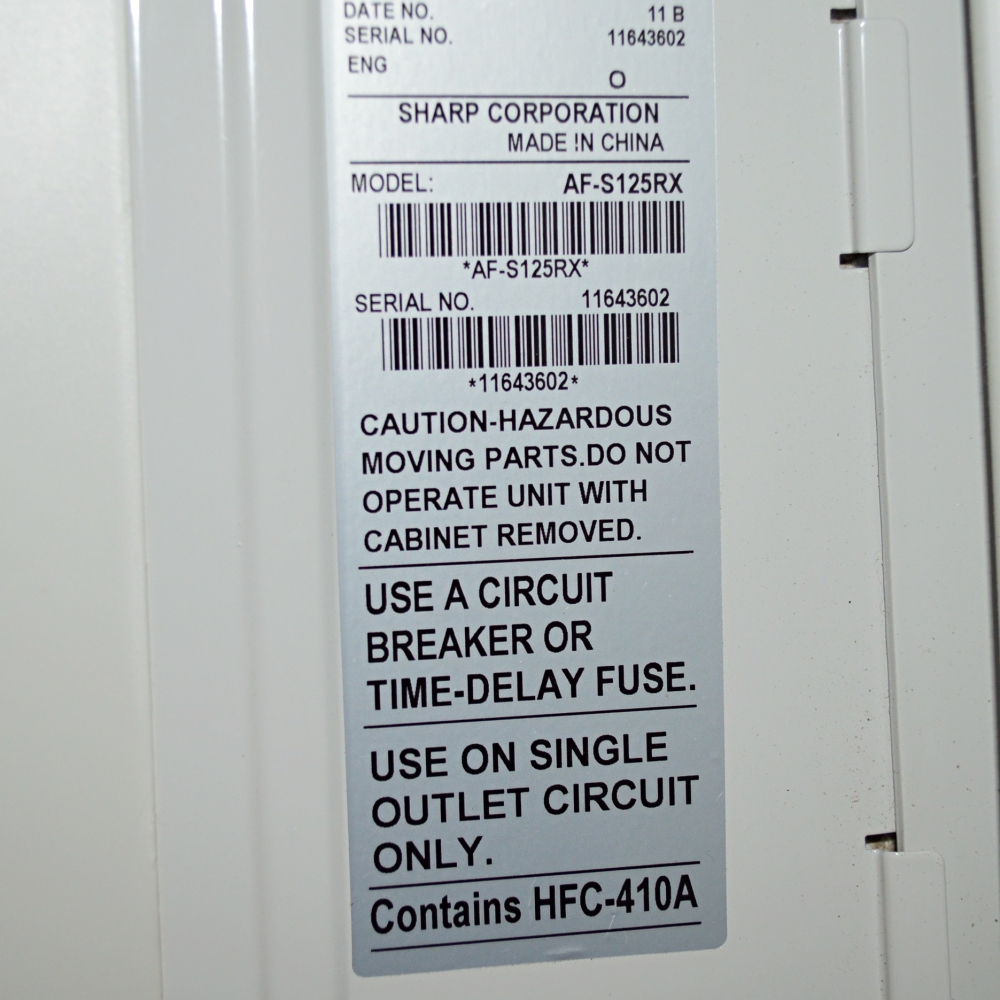 DATE NO. 11 B
SERIAL NO. 11643602
ENG O
SHARP CORPORATION
MADE IN CHINA
MODEL: AF-S125RX
*AF-S125RX*
SERIAL NO. 11643602
*11643602*
CAUTION-HAZARDOUS
MOVING PARTS.DO NOT
OPERATE UNIT WITH
CABINET REMOVED.
USE A CIRCUIT
BREAKER OR
TIME-DELAY FUSE.
USE ON SINGLE
OUTLET CIRCUIT
ONLY.
Contains HFC-410A